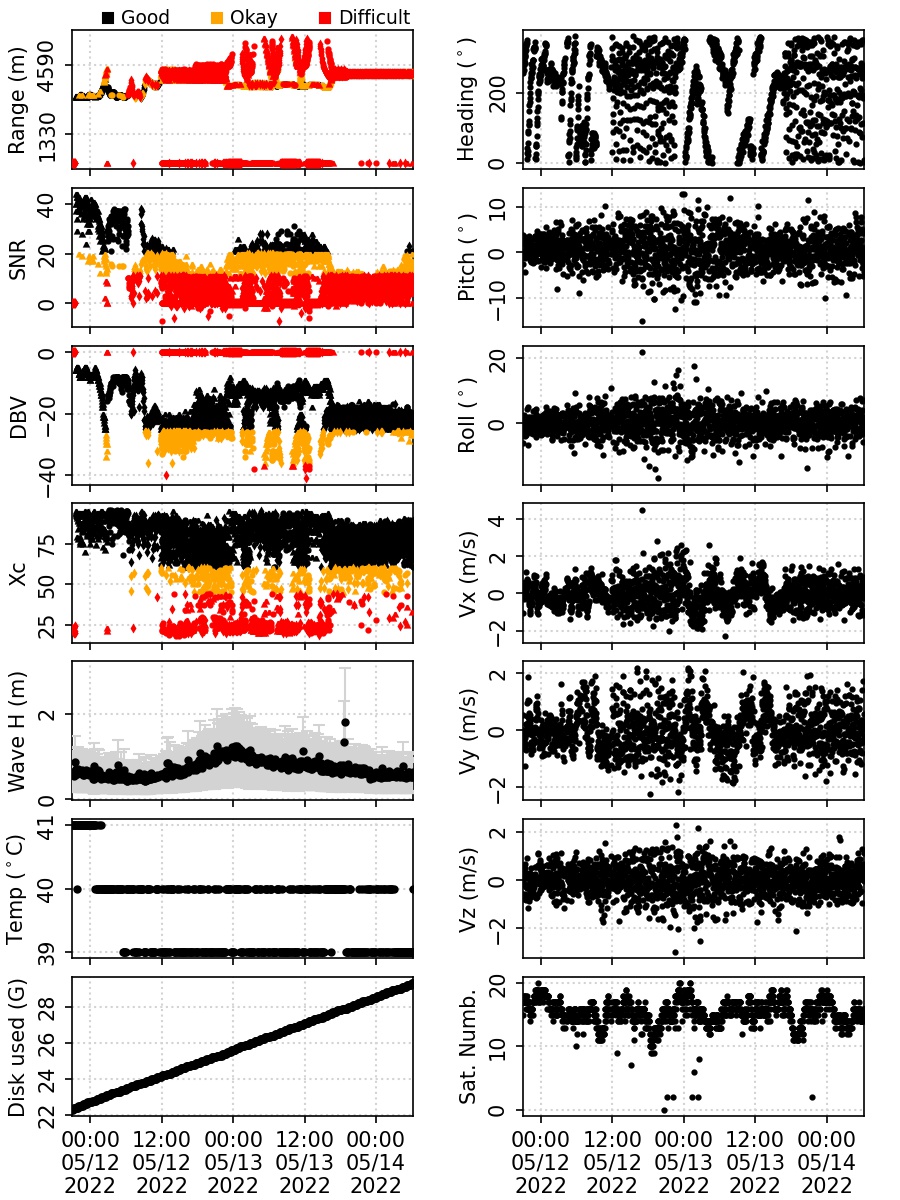 Good Okay Difficult
Range (m)
4590
1330
Heading (°)
200
0
SNR
40
20
0
Pitch (°)
10
0
−10
DBV
0
−20
−40
Roll (°)
20
0
Xc
75
50
25
Vx (m/s)
4
2
0
−2
Wave H (m)
2
0
Vy (m/s)
2
0
−2
Temp (°C)
41
40
39
Vz (m/s)
2
0
−2
Disk used (G)
28
26
24
22
Sat. Numb.
20
10
0
00:00 12:00 00:00 12:00 00:00
05/12 05/12 05/13 05/13 05/14
2022 2022 2022 2022 2022
00:00 12:00 00:00 12:00 00:00
05/12 05/12 05/13 05/13 05/14
2022 2022 2022 2022 2022